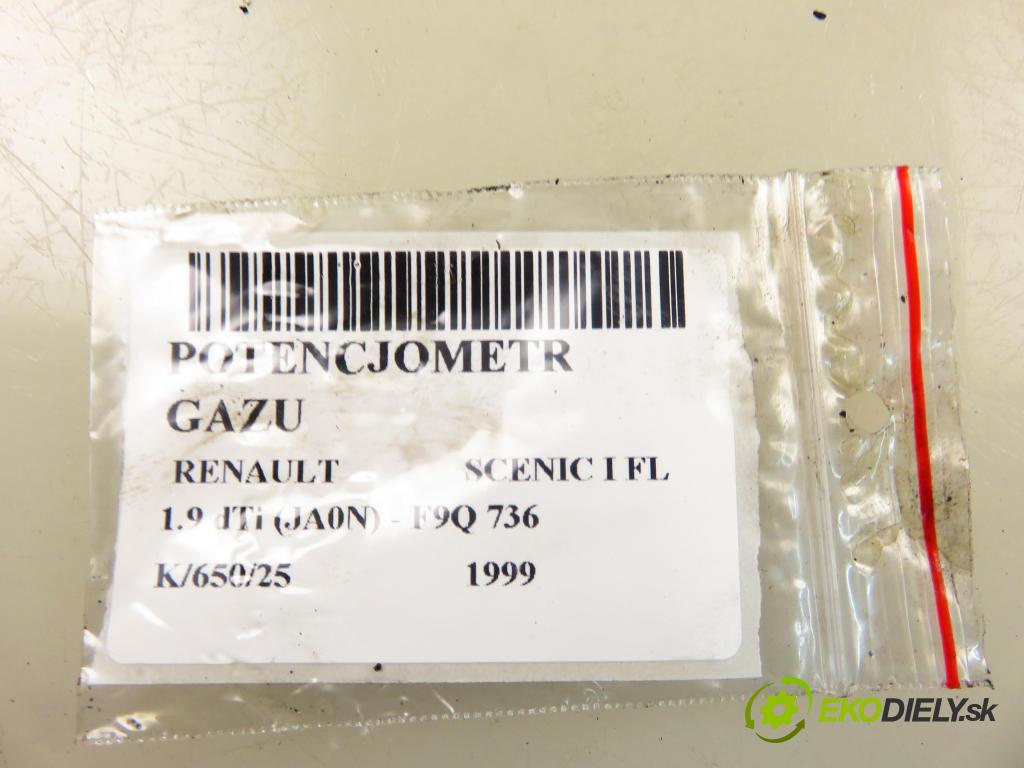 POTENCJOMETR
GAZU
RENAULT SCENIC I FL
1.9 dTi (JA0N) - F9Q 736
K/650/25 1999
EKODIELY.sk